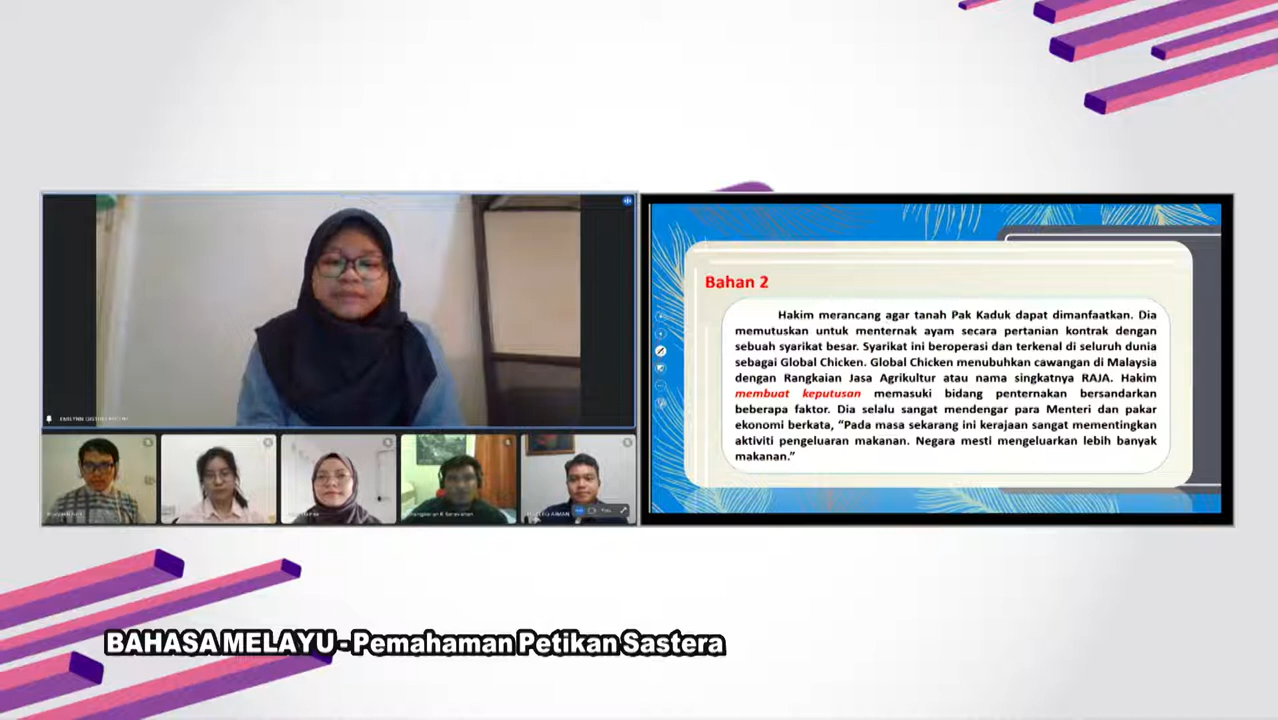 Bahan 2
Hakim merancang agar tanah Pak Kaduk dapat dimanfaatkan. Dia
memutuskan untuk menternak ayam secara pertanian kontrak dengan
sebuah syarikat besar. Syarikat ini beroperasi dan terkenal di seluruh dunia
sebagai Global Chicken. Global Chicken menubuhkan cawangan di Malaysia
dengan Rangkaian Jasa Agrikultur atau nama singkatnya RAJA. Hakim
membuat keputusan memasuki bidang penternakan bersandarkan
beberapa faktor. Dia selalu sangat mendengar para Menteri dan pakar
ekonomi berkata, “Pada masa sekarang ini kerajaan sangat mementingkan
aktiviti pengeluaran makanan. Negara mesti mengeluarkan lebih banyak
makanan.”
BAHASA MELAYU - Pemahaman Petikan Sastera